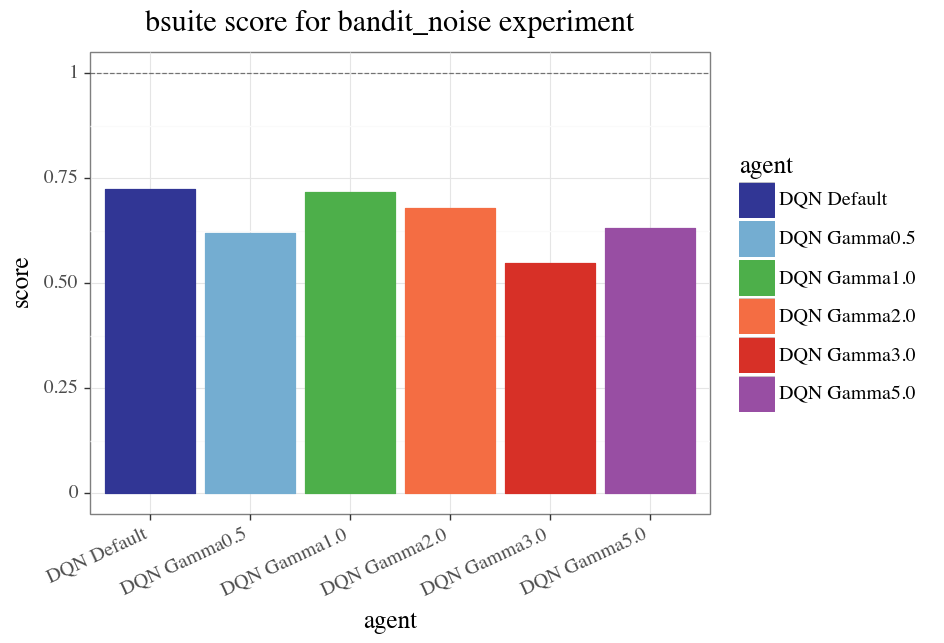 bsuite score for bandit_noise experiment
1
0.75
0.50
0.25
0
score
DQN Default
DQN Gamma0.5
DQN Gamma1.0
DQN Gamma2.0
DQN Gamma3.0
DQN Gamma5.0
agent
agent
DQN Default
DQN Gamma0.5
DQN Gamma1.0
DQN Gamma2.0
DQN Gamma3.0
DQN Gamma5.0